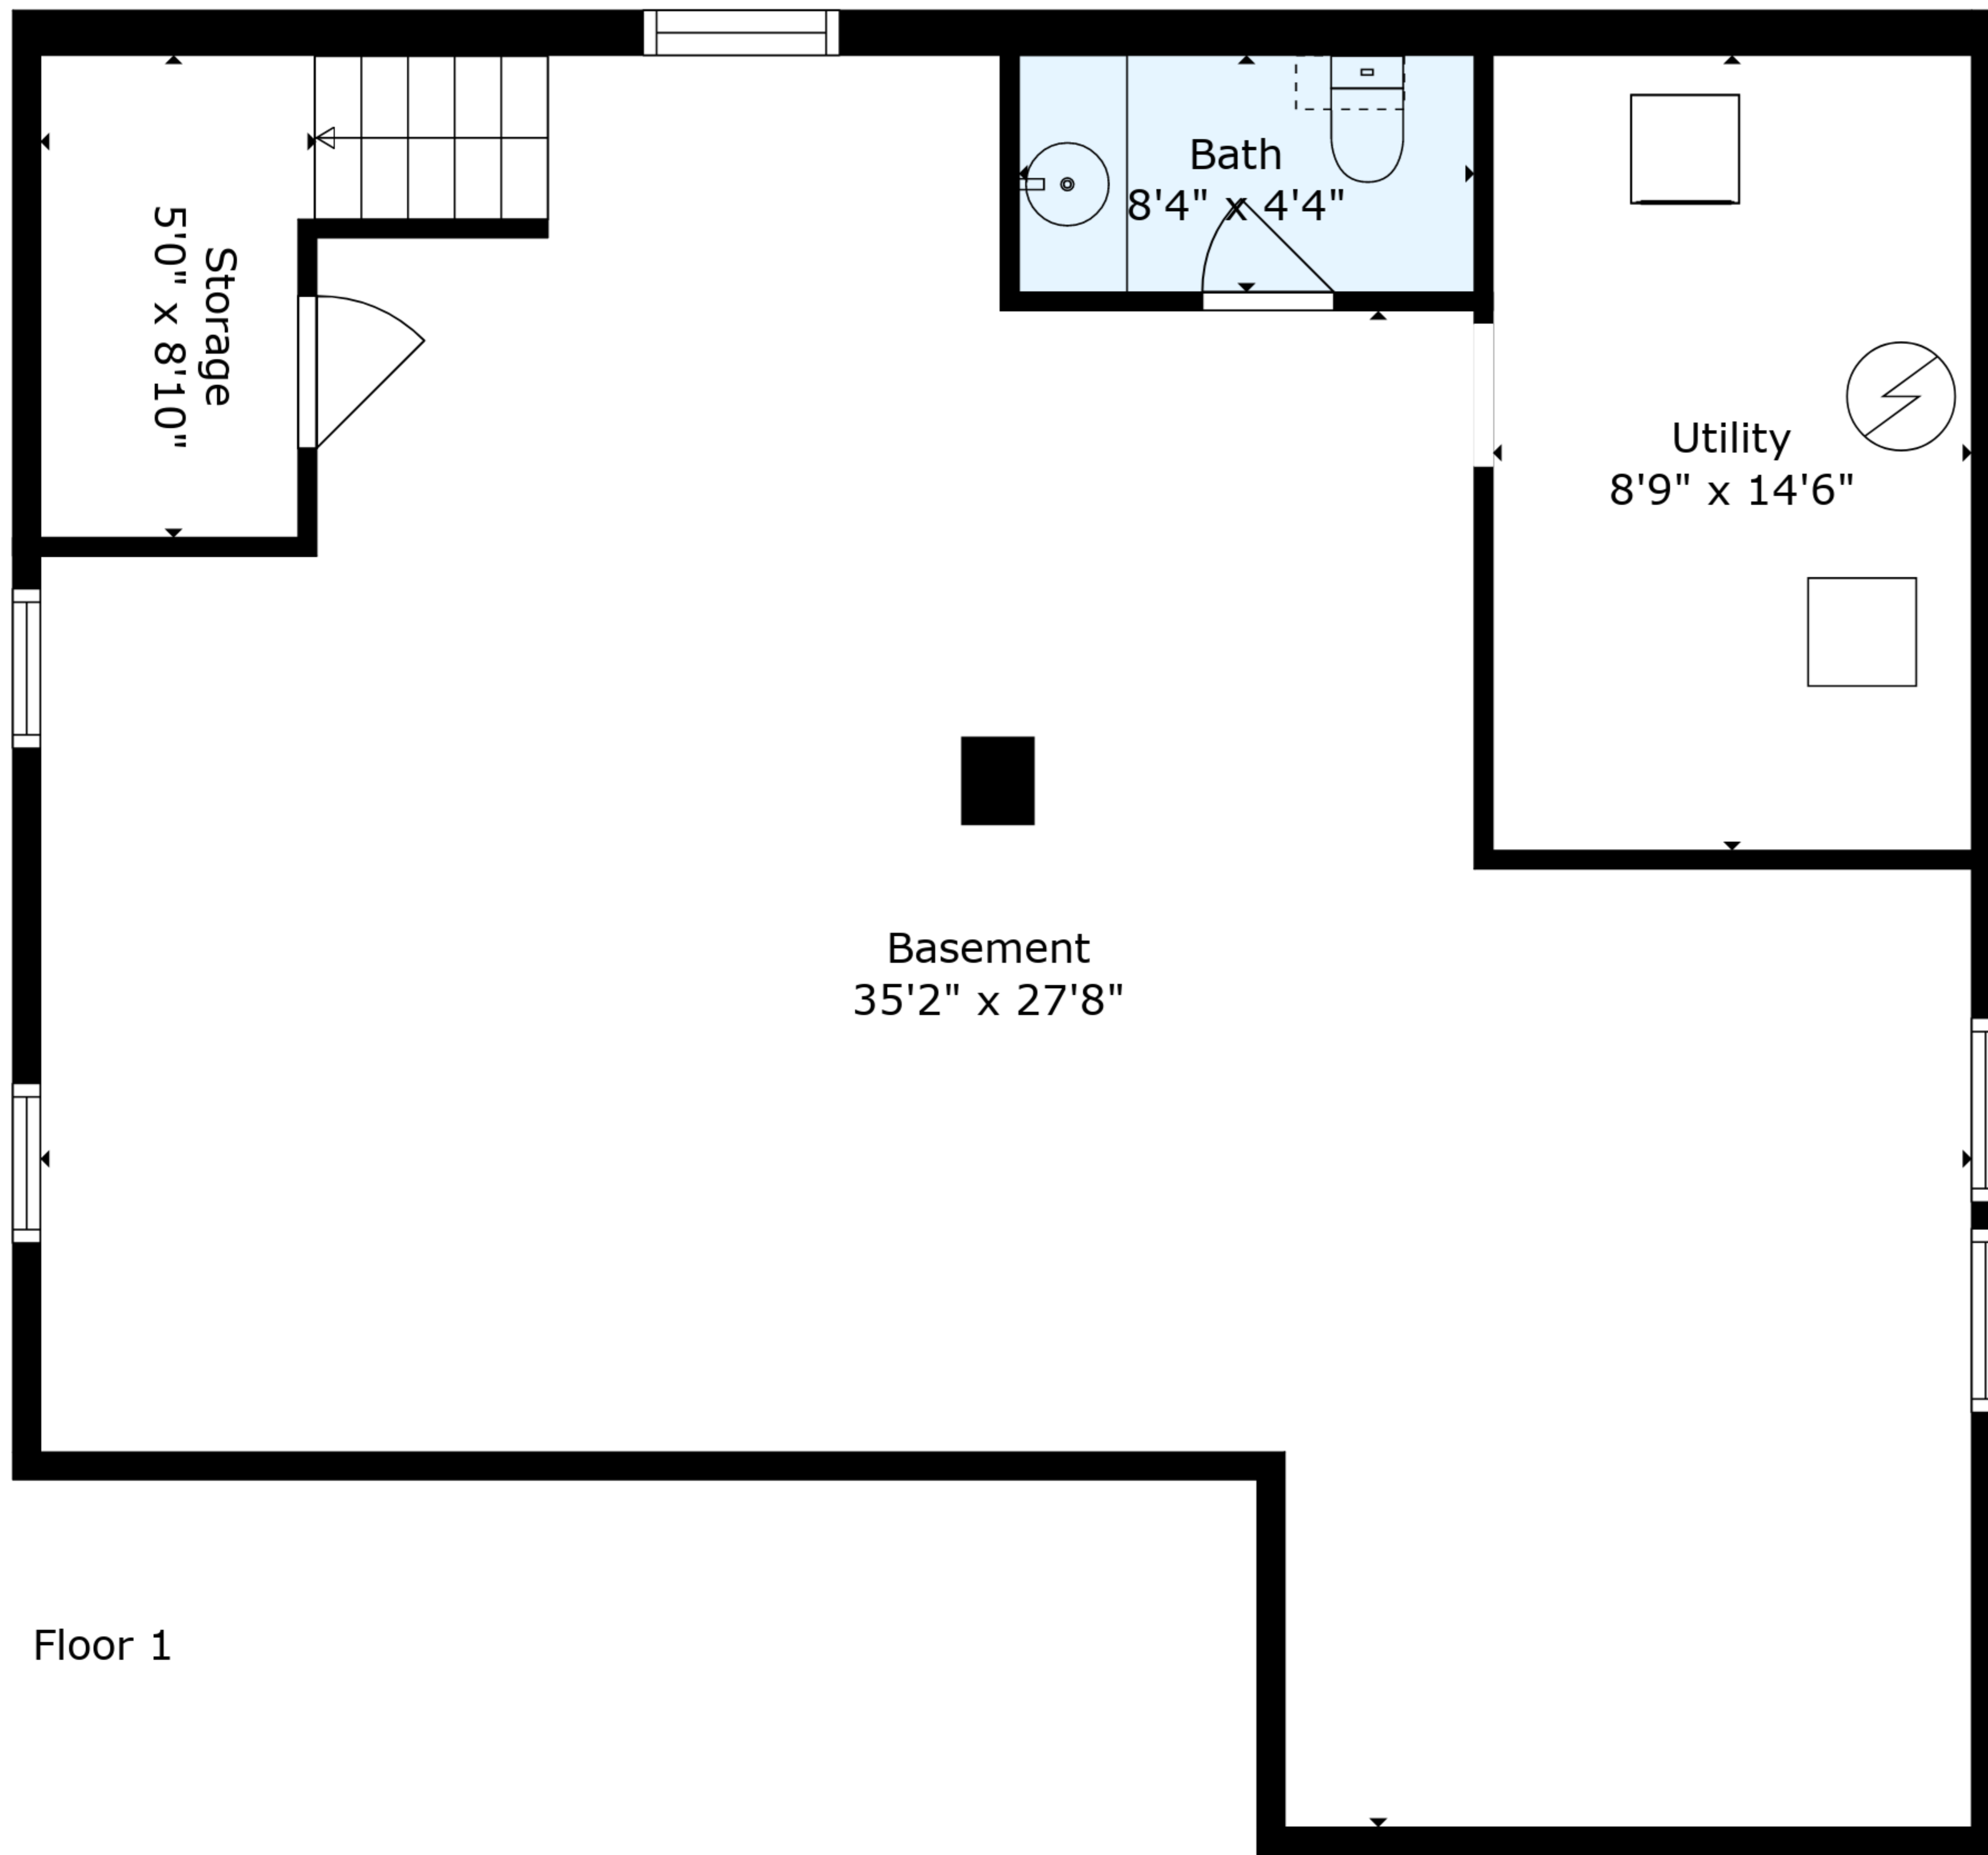 Bath
8'4" x 4'4"
Storage
5'0" x 8'10"
Utility
8'9" x 14'6"
Basement
35'2" x 27'8"
Floor 1